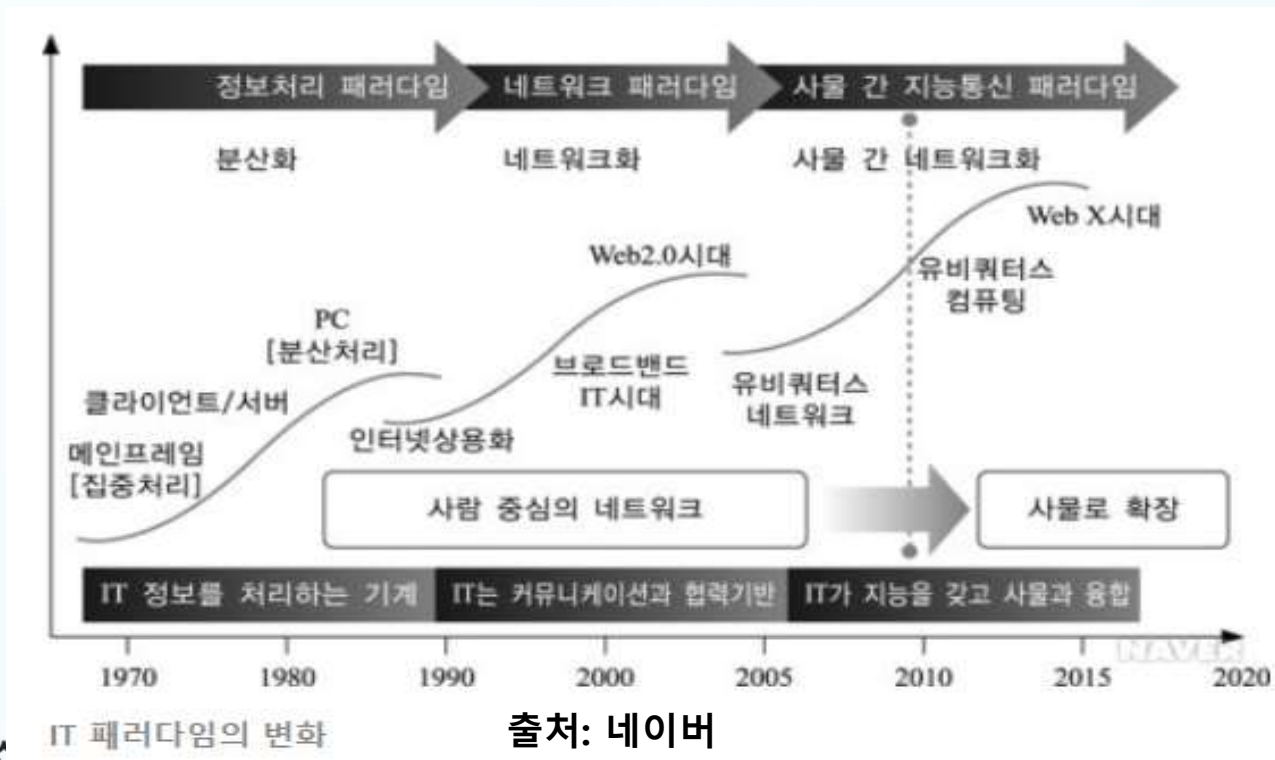 정보처리 패러다임 네트워크 패러다임 사물 간 지능통신 패러다임
분산화 네트워크화 사물 간 네트워크화
Web X시대
Web2.0시대
유비쿼터스
컴퓨팅
PC
[분산처리]
브로드밴드
IT시대
유비쿼터스
네트워크
클라이언트/서버
인터넷상용화
메인프레임
[집중처리]
사람 중심의 네트워크 사물로 확장
IT 정보를 처리하는 기계 IT는 커뮤니케이션과 협력기반 IT가 지능을 갖고 사물과 융합
NAVER
1970 1980 1990 2000 2005 2010 2015 2020
IT 패러다임의 변화 출처: 네이버